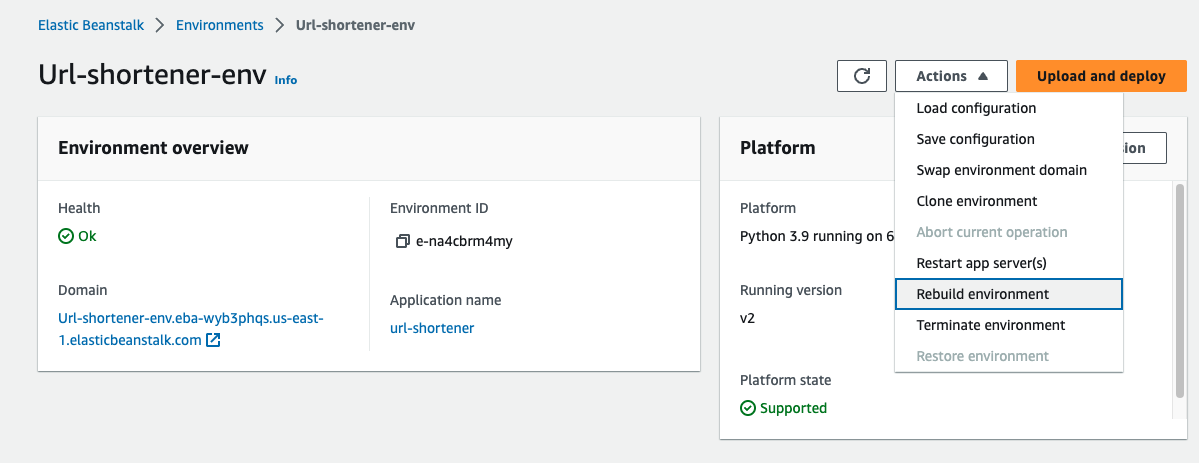 Elastic Beanstalk > Environments > Url-shortener-env
Url-shortener-env Info
Actions
Upload and deploy
Load configuration
Save configuration
Swap environment domain
Clone environment
Abort current operation
Restart app server(s)
Rebuild environment
Terminate environment
Restore environment
Environment overview
Health
Ok
Environment ID
e-na4cbrm4my
Domain
Url-shortener-env.eba-wyb3phqs.us-east-
1.elasticbeanstalk.com
Application name
url-shortener
Platform
Platform
Python 3.9 running on 6
Running version
v2
Platform state
Supported